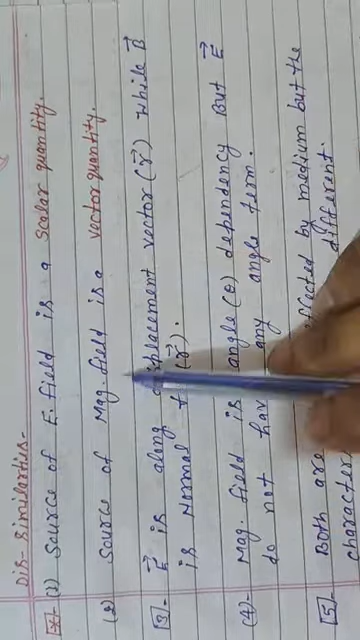 Dis-similarities-
[*] (1) Source of E. field is a scalar quantity.
(2) Source of Mag. field is a vector quantity.
[3]- E⃗ is along displacement vector (r⃗) while B⃗
is Normal (r⃗).
(4)- Mag. field is angle (θ) dependency But E⃗
do not any angle term.
[5]- Both are affected by medium but the
character different.